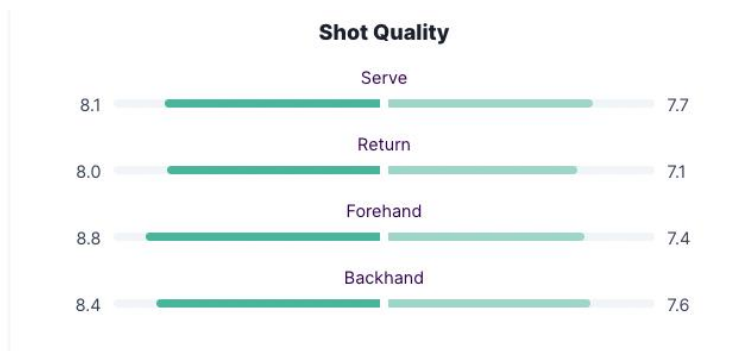 Shot Quality
Serve
8.1 7.7
Return
8.0 7.1
Forehand
8.8 7.4
Backhand
8.4 7.6